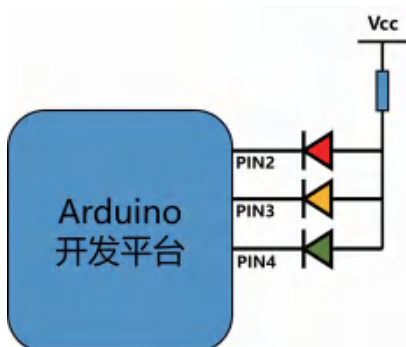 Vcc
PIN2
Arduino
PIN3
开发平台
PIN4